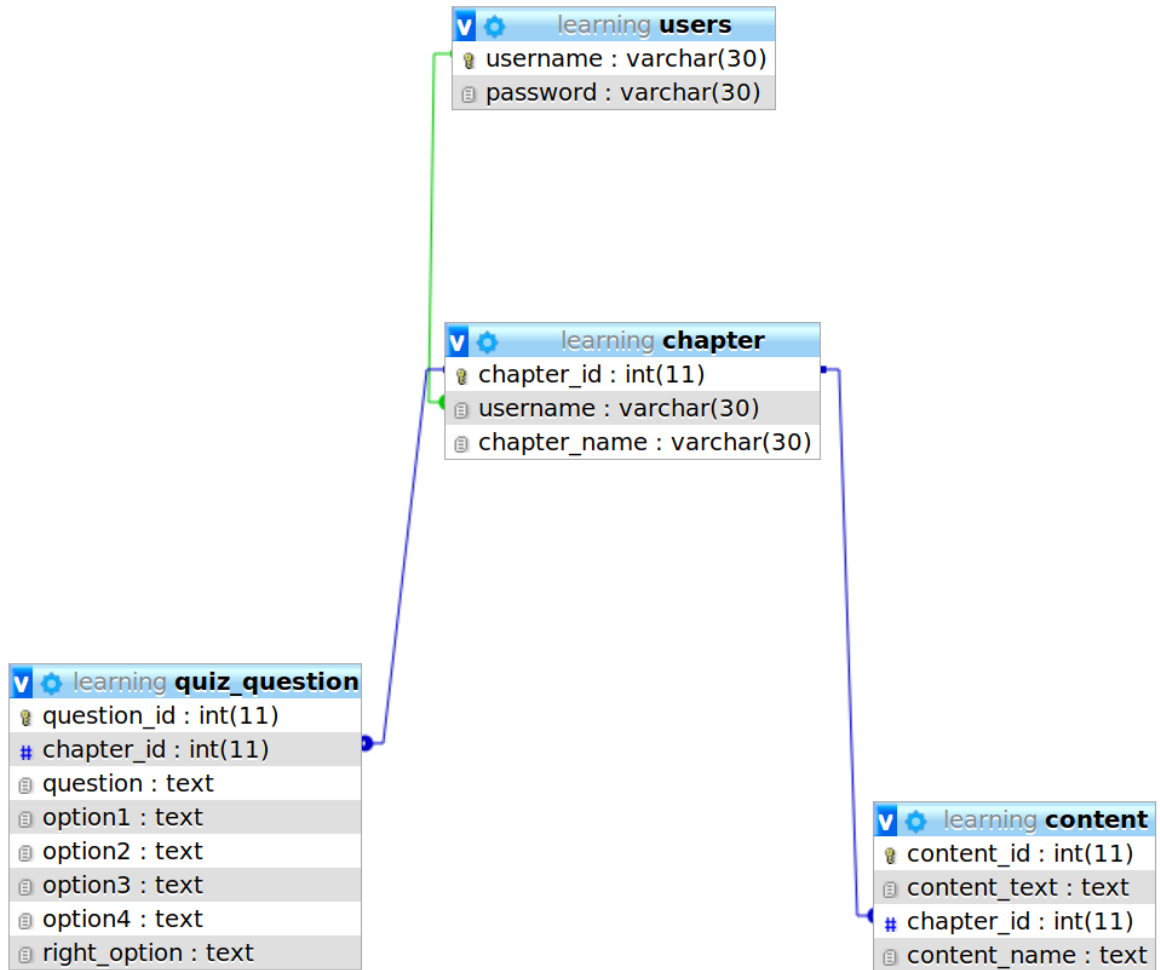 v learning users
username : varchar(30)
password : varchar(30)
v learning chapter
chapter_id : int(11)
username : varchar(30)
chapter_name : varchar(30)
v learning quiz_question
question_id : int(11)
# chapter_id : int(11)
question : text
option1 : text
option2 : text
option3 : text
option4 : text
right_option : text
v learning content
content_id : int(11)
content_text : text
# chapter_id : int(11)
content_name : text